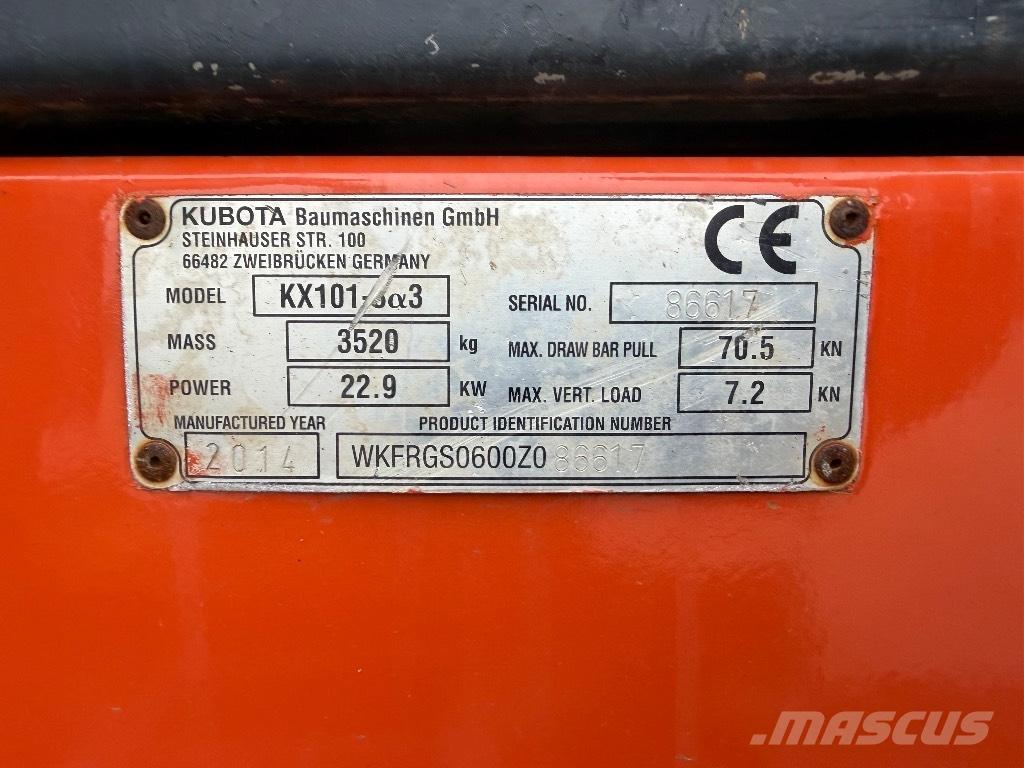 KUBOTA Baumaschinen GmbH
STEINHAUSER STR. 100
66482 ZWEIBRÜCKEN GERMANY
CE
MODEL KX101-3α3
SERIAL NO. 86617
MASS 3520 kg
MAX. DRAW BAR PULL 70.5 KN
POWER 22.9 KW
MAX. VERT. LOAD 7.2 KN
MANUFACTURED YEAR
2014
PRODUCT IDENTIFICATION NUMBER
WKFRGS0600Z086617
MASCUS